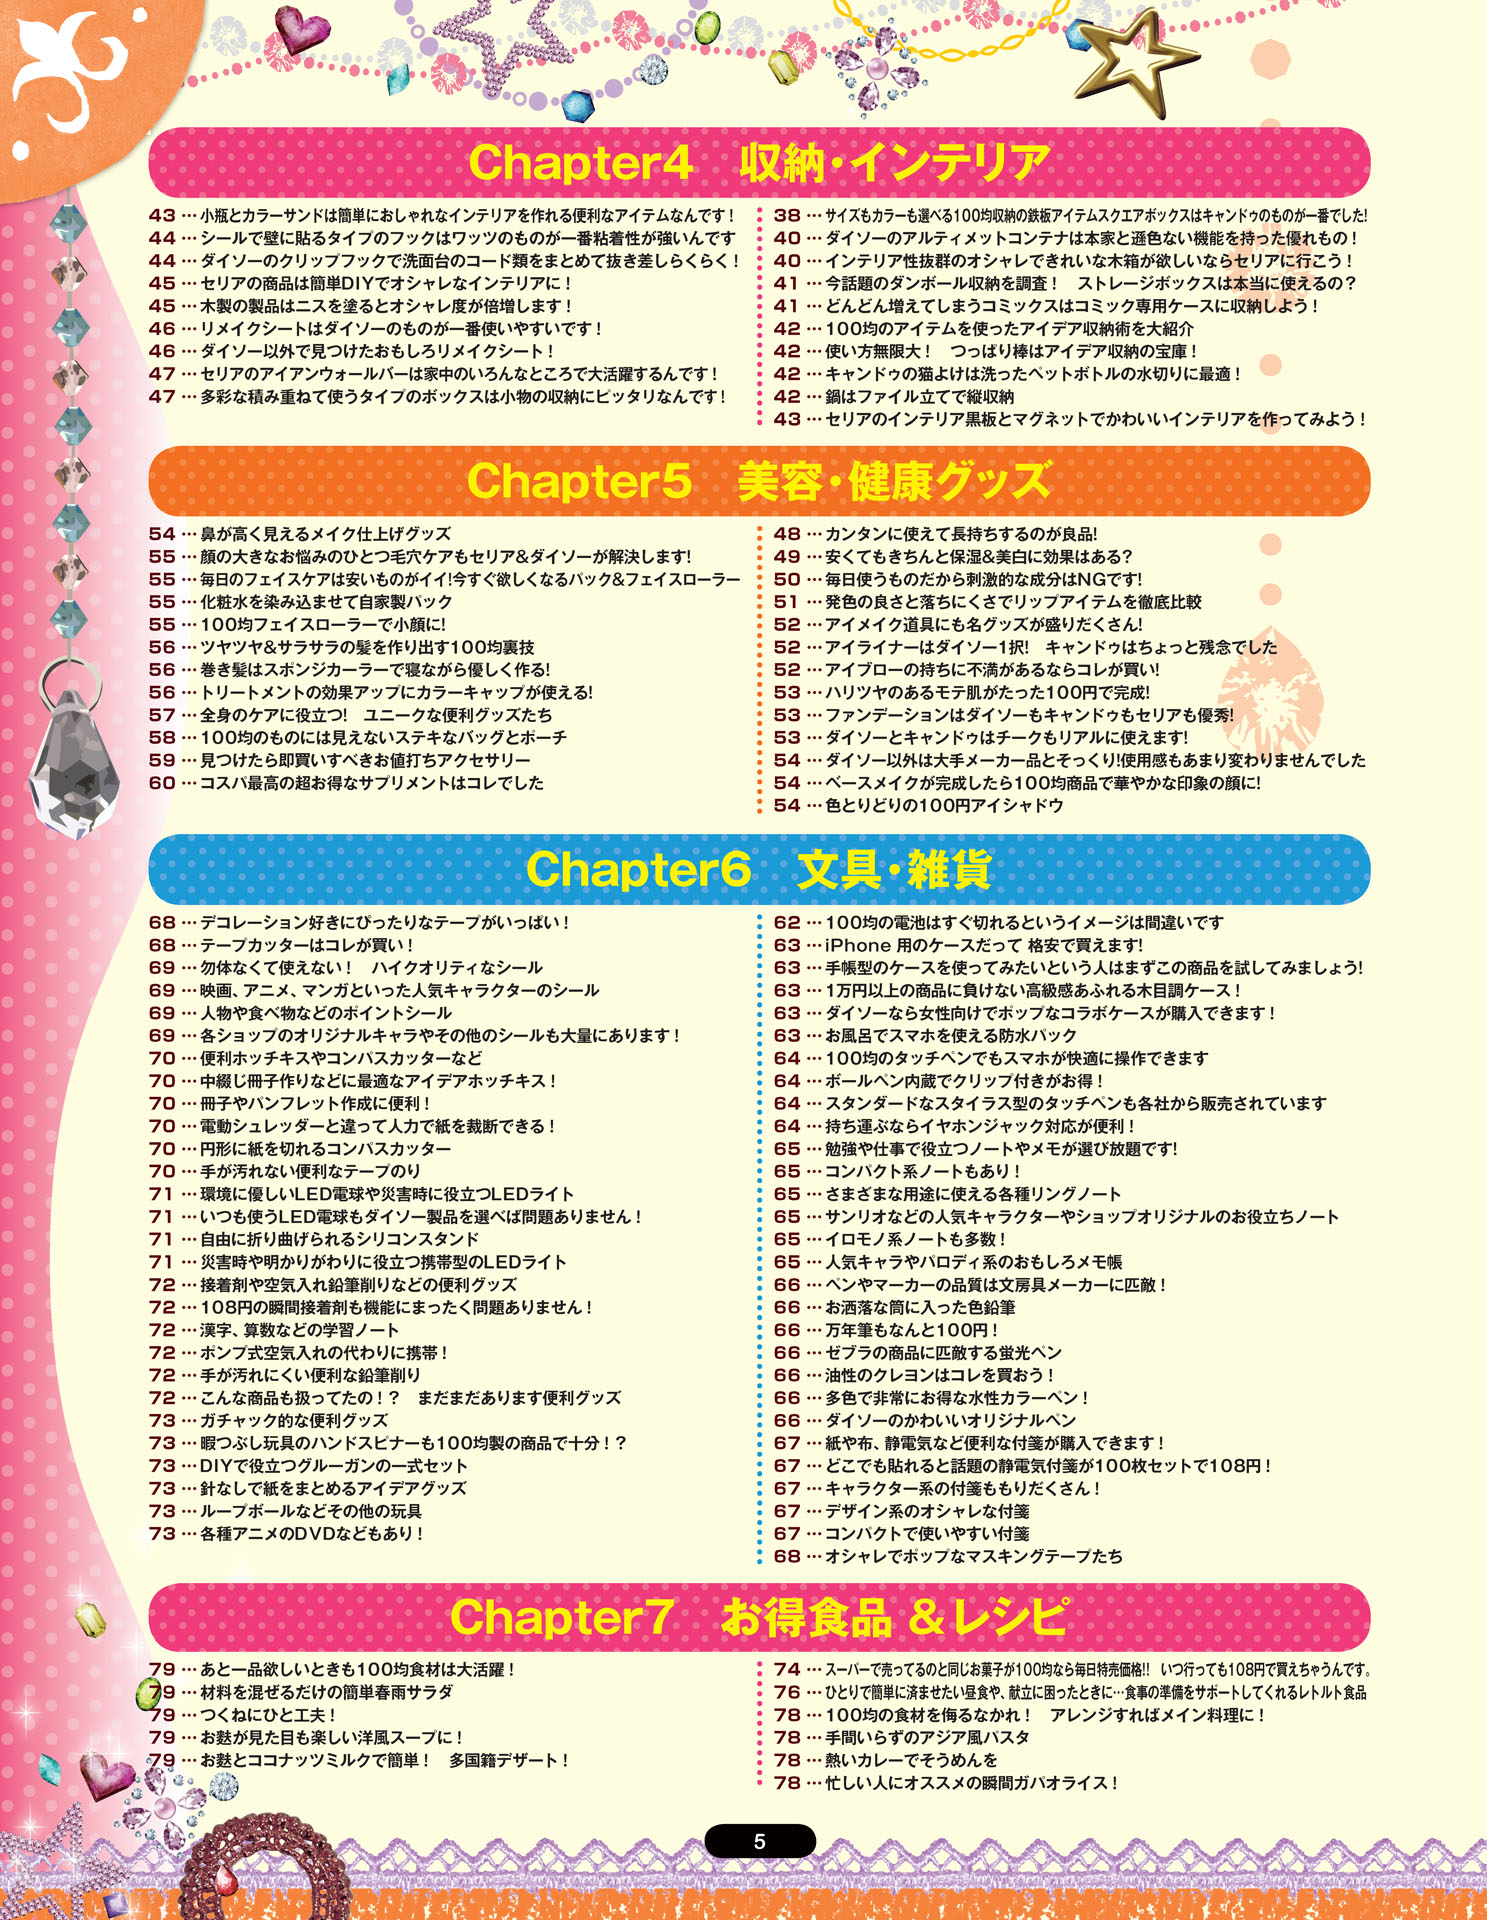 Chapter4　収納・インテリア
38 … サイズもカラーも選べる100均収納の鉄板アイテムスクエアボックスはキャンドゥのものが一番でした!
40 … ダイソーのアルティメットコンテナは本家と遜色ない機能を持った優れもの！
40 … インテリア性抜群のオシャレできれいな木箱が欲しいならセリアに行こう！
41 … 今話題のダンボール収納を調査！　ストレージボックスは本当に使えるの？
41 … どんどん増えてしまうコミックスはコミック専用ケースに収納しよう！
42 … 100均のアイテムを使ったアイデア収納術を大紹介
42 … 使い方無限大！　つっぱり棒はアイデア収納の宝庫！
42 … キャンドゥの猫よけは洗ったペットボトルの水切りに最適！
42 … 鍋はファイル立てで縦収納
43 … セリアのインテリア黒板とマグネットでかわいいインテリアを作ってみよう！
43 … 小瓶とカラーサンドは簡単におしゃれなインテリアを作れる便利なアイテムなんです！
44 … シールで壁に貼るタイプのフックはワッツのものが一番粘着性が強いんです
44 … ダイソーのクリップフックで洗面台のコード類をまとめて抜き差しらくらく！
45 … セリアの商品は簡単DIYでオシャレなインテリアに！
45 … 木製の製品はニスを塗るとオシャレ度が倍増します！
46 … リメイクシートはダイソーのものが一番使いやすいです！
46 … ダイソー以外で見つけたおもしろリメイクシート！
47 … セリアのアイアンウォールバーは家中のいろんなところで大活躍するんです！
47 … 多彩な積み重ねて使うタイプのボックスは小物の収納にピッタリなんです！
Chapter5　美容・健康グッズ
48 … カンタンに使えて長持ちするのが良品!
49 … 安くてもきちんと保湿&美白に効果はある?
50 … 毎日使うものだから刺激的な成分はNGです!
51 … 発色の良さと落ちにくさでリップアイテムを徹底比較
52 … アイメイク道具にも名グッズが盛りだくさん!
52 … アイライナーはダイソー1択!　キャンドゥはちょっと残念でした
52 … アイブローの持ちに不満があるならコレが買い!
53 … ハリツヤのあるモテ肌がたった100円で完成!
53 … ファンデーションはダイソーもキャンドゥもセリアも優秀!
53 … ダイソーとキャンドゥはチークもリアルに使えます!
54 … ダイソー以外は大手メーカー品とそっくり!使用感もあまり変わりませんでした
54 … ベースメイクが完成したら100均商品で華やかな印象の顔に!
54 … 色とりどりの100円アイシャドウ
54 … 鼻が高く見えるメイク仕上げグッズ
55 … 顔の大きなお悩みのひとつ毛穴ケアもセリア&ダイソーが解決します!
55 … 毎日のフェイスケアは安いものがイイ!今すぐ欲しくなるパック&フェイスローラー
55 … 化粧水を染み込ませて自家製パック
55 … 100均フェイスローラーで小顔に!
56 … ツヤツヤ&サラサラの髪を作り出す100均裏技
56 … 巻き髪はスポンジカーラーで寝ながら優しく作る!
56 … トリートメントの効果アップにカラーキャップが使える!
57 … 全身のケアに役立つ!　ユニークな便利グッズたち
58 … 100均のものには見えないステキなバッグとポーチ
59 … 見つけたら即買いすべきお値打ちアクセサリー
60 … コスパ最高の超お得なサプリメントはコレでした
Chapter6　文具・雑貨
62 … 100均の電池はすぐ切れるというイメージは間違いです
63 … iPhone 用のケースだって 格安で買えます!
63 … 手帳型のケースを使ってみたいという人はまずこの商品を試してみましょう!
63 … 1万円以上の商品に負けない高級感あふれる木目調ケース！
63 … ダイソーなら女性向けでポップなコラボケースが購入できます！
63 … お風呂でスマホを使える防水パック
64 … 100均のタッチペンでもスマホが快適に操作できます
64 … ボールペン内蔵でクリップ付きがお得！
64 … スタンダードなスタイラス型のタッチペンも各社から販売されています
64 … 持ち運ぶならイヤホンジャック対応が便利！
65 … 勉強や仕事で役立つノートやメモが選び放題です!
65 … コンパクト系ノートもあり！
65 … さまざまな用途に使える各種リングノート
65 … サンリオなどの人気キャラクターやショップオリジナルのお役立ちノート
65 … イロモノ系ノートも多数！
65 … 人気キャラやパロディ系のおもしろメモ帳
66 … ペンやマーカーの品質は文房具メーカーに匹敵！
66 … お洒落な筒に入った色鉛筆
66 … 万年筆もなんと100円！
66 … ゼブラの商品に匹敵する蛍光ペン
66 … 油性のクレヨンはコレを買おう！
66 … 多色で非常にお得な水性カラーペン！
66 … ダイソーのかわいいオリジナルペン
67 … 紙や布、静電気など便利な付箋が購入できます！
67 … どこでも貼れると話題の静電気付箋が100枚セットで108円！
67 … キャラクター系の付箋ももりだくさん！
67 … デザイン系のオシャレな付箋
67 … コンパクトで使いやすい付箋
68 … オシャレでポップなマスキングテープたち
68 … デコレーション好きにぴったりなテープがいっぱい！
68 … テープカッターはコレが買い！
69 … 勿体なくて使えない！　ハイクオリティなシール
69 … 映画、アニメ、マンガといった人気キャラクターのシール
69 … 人物や食べ物などのポイントシール
69 … 各ショップのオリジナルキャラやその他のシールも大量にあります！
70 … 便利ホッチキスやコンパスカッターなど
70 … 中綴じ冊子作りなどに最適なアイデアホッチキス！
70 … 冊子やパンフレット作成に便利！
70 … 電動シュレッダーと違って人力で紙を裁断できる！
70 … 円形に紙を切れるコンパスカッター
70 … 手が汚れない便利なテープのり
71 … 環境に優しいLED電球や災害時に役立つLEDライト
71 … いつも使うLED電球もダイソー製品を選べば問題ありません！
71 … 自由に折り曲げられるシリコンスタンド
71 … 災害時や明かりがわりに役立つ携帯型のLEDライト
72 … 接着剤や空気入れ鉛筆削りなどの便利グッズ
72 … 108円の瞬間接着剤も機能にまったく問題ありません！
72 … 漢字、算数などの学習ノート
72 … ポンプ式空気入れの代わりに携帯！
72 … 手が汚れにくい便利な鉛筆削り
72 … こんな商品も扱ってたの！？　まだまだあります便利グッズ
73 … ガチャック的な便利グッズ
73 … 暇つぶし玩具のハンドスピナーも100均製の商品で十分！？
73 … DIYで役立つグルーガンの一式セット
73 … 針なしで紙をまとめるアイデアグッズ
73 … ループボールなどその他の玩具
73 … 各種アニメのDVDなどもあり！
Chapter7　お得食品 ＆レシピ
74 … スーパーで売ってるのと同じお菓子が100均なら毎日特売価格!!　いつ行っても108円で買えちゃうんです。
76 … ひとりで簡単に済ませたい昼食や、献立に困ったときに…食事の準備をサポートしてくれるレトルト食品
78 … 100均の食材を侮るなかれ！　アレンジすればメイン料理に！
78 … 手間いらずのアジア風パスタ
78 … 熱いカレーでそうめんを
78 … 忙しい人にオススメの瞬間ガパオライス！
79 … あと一品欲しいときも100均食材は大活躍！
79 … 材料を混ぜるだけの簡単春雨サラダ
79 … つくねにひと工夫！
79 … お麩が見た目も楽しい洋風スープに！
79 … お麩とココナッツミルクで簡単！　多国籍デザート！
5